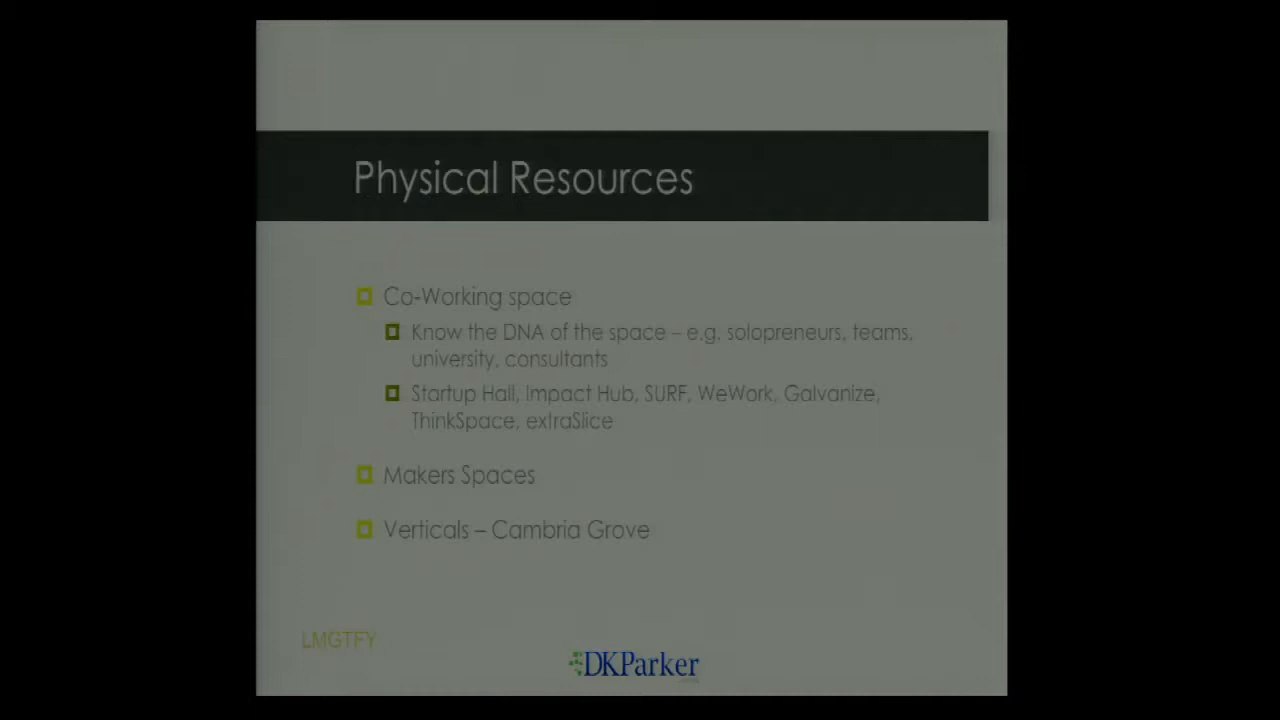 Physical Resources
Co-Working space
Know the DNA of the space – e.g. solopreneurs, teams,
university, consultants
Startup Hall, Impact Hub, SURF, WeWork, Galvanize,
ThinkSpace, extraSlice
Makers Spaces
Verticals – Cambria Grove
LMGTFY
DKParker